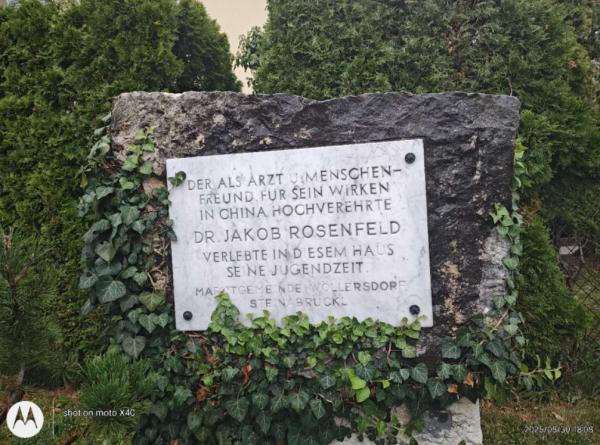 DER ALS ARZT U. MENSCHEN-
FREUND FÜR SEIN WIRKEN
IN CHINA HOCHVEREHRTE
DR. JAKOB ROSENFELD
VERLEBTE IN DIESEM HAUS
SEINE JUGENDZEIT.
MARKTGEMEINDE WÖLLERSDORF
STEINABRÜCKL
shot on moto X40
2025/05/30 18:08